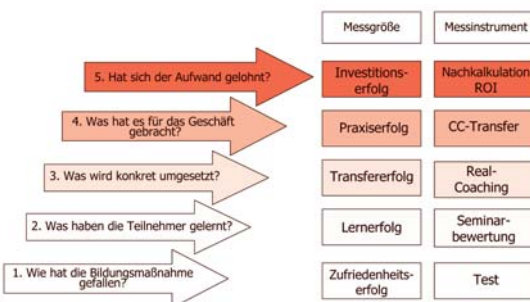 Messgröße
Messinstrument
5. Hat sich der Aufwand gelohnt?
Investitions-
erfolg
Nachkalkulation
ROI
4. Was hat es für das Geschäft
gebracht?
Praxiserfolg
CC-Transfer
3. Was wird konkret umgesetzt?
Transfererfolg
Real-
Coaching
2. Was haben die Teilnehmer gelernt?
Lernerfolg
Seminar-
bewertung
1. Wie hat die Bildungsmaßnahme
gefallen?
Zufriedenheits-
erfolg
Test